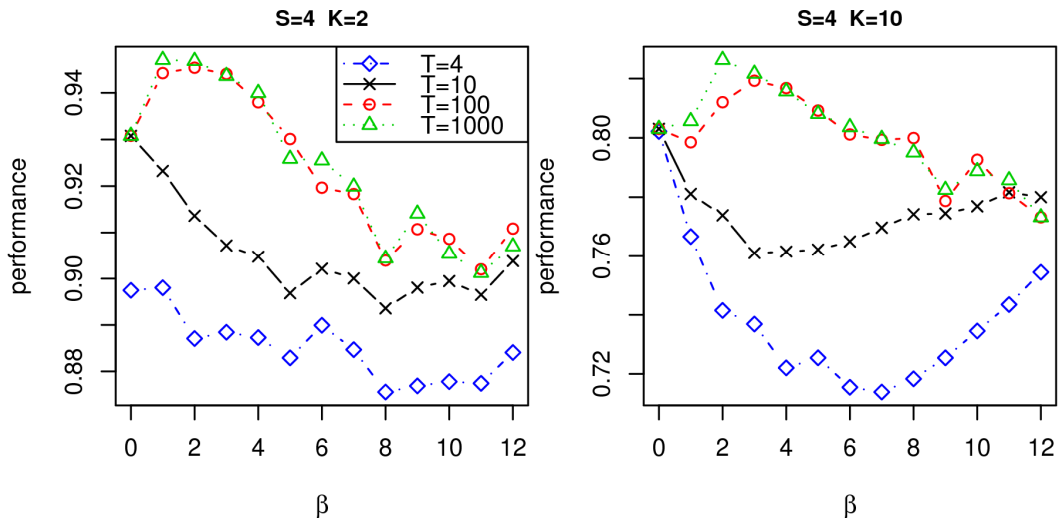 S=4 K=2
performance
0.94
0.92
0.90
0.88
0 2 4 6 8 10 12
β
T=4
T=10
T=100
T=1000
S=4 K=10
performance
0.80
0.76
0.72
0 2 4 6 8 10 12
β